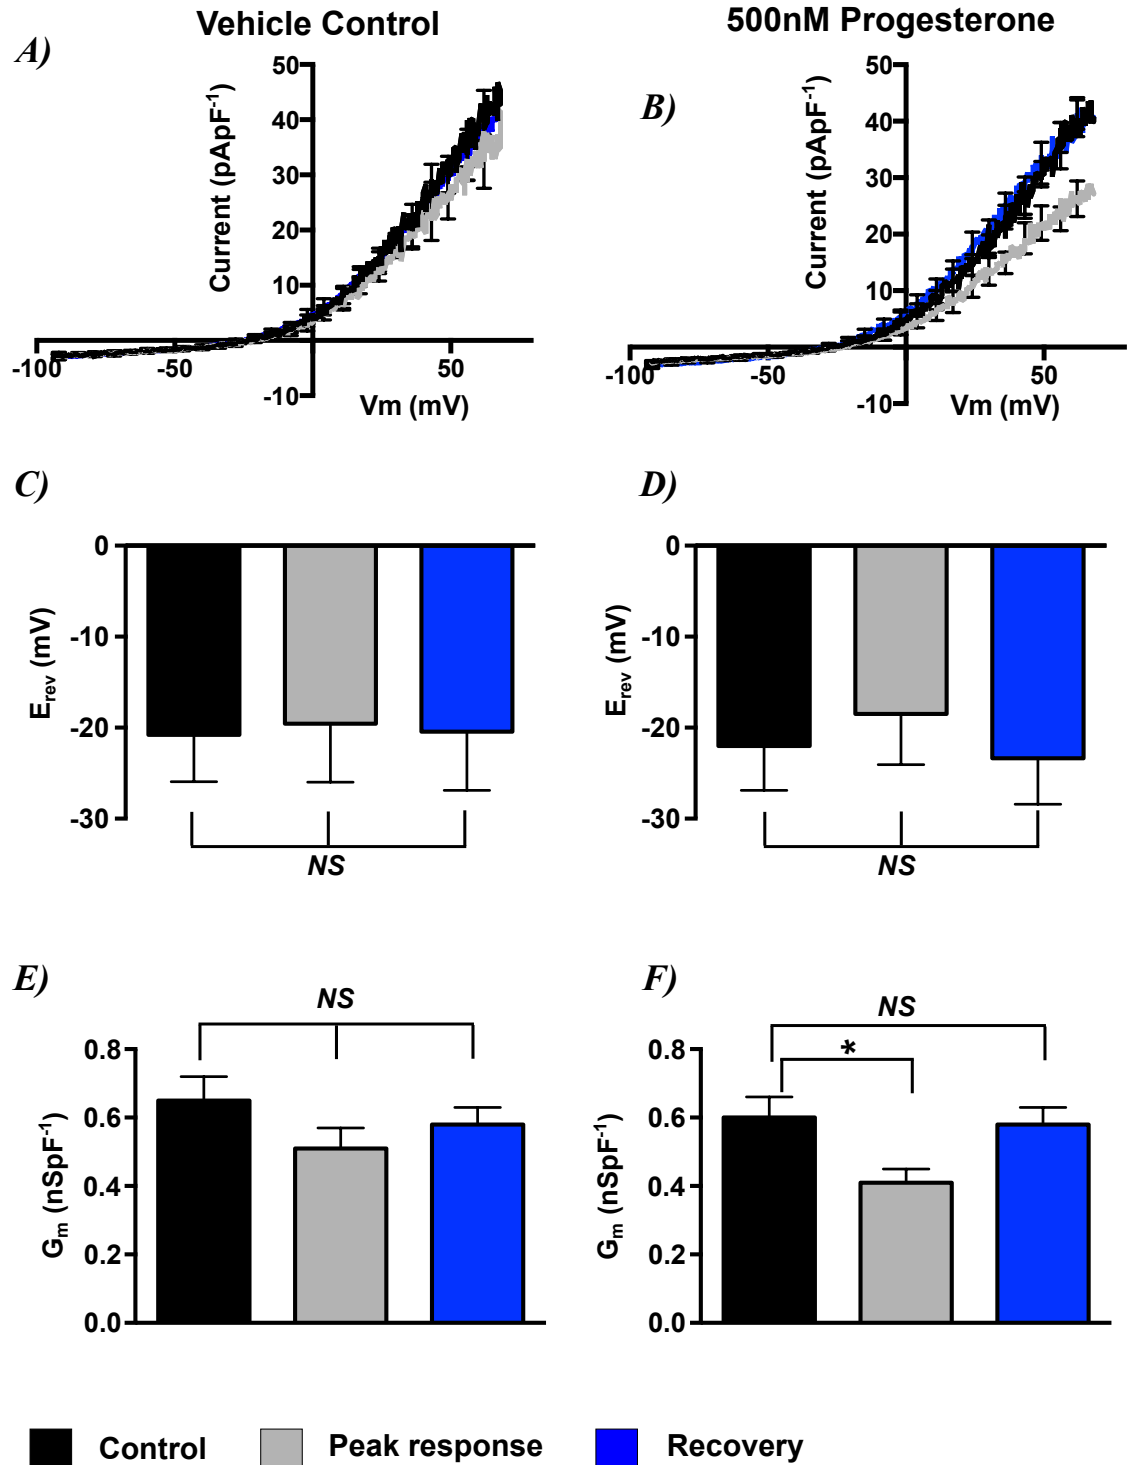 Vehicle Control
500nM Progesterone
A)
50
40
30
20
10
-10
-100
-50
50
Current (pApF-1)
Vm (mV)
B)
50
40
30
20
10
-10
-100
-50
50
Current (pApF-1)
Vm (mV)
C)
0
-10
-20
-30
Erev (mV)
NS
D)
0
-10
-20
-30
Erev (mV)
NS
E)
NS
0.8
0.6
0.4
0.2
0.0
Gm (nSpF-1)
F)
NS
*
0.8
0.6
0.4
0.2
0.0
Gm (nSpF-1)
Control
Peak response
Recovery